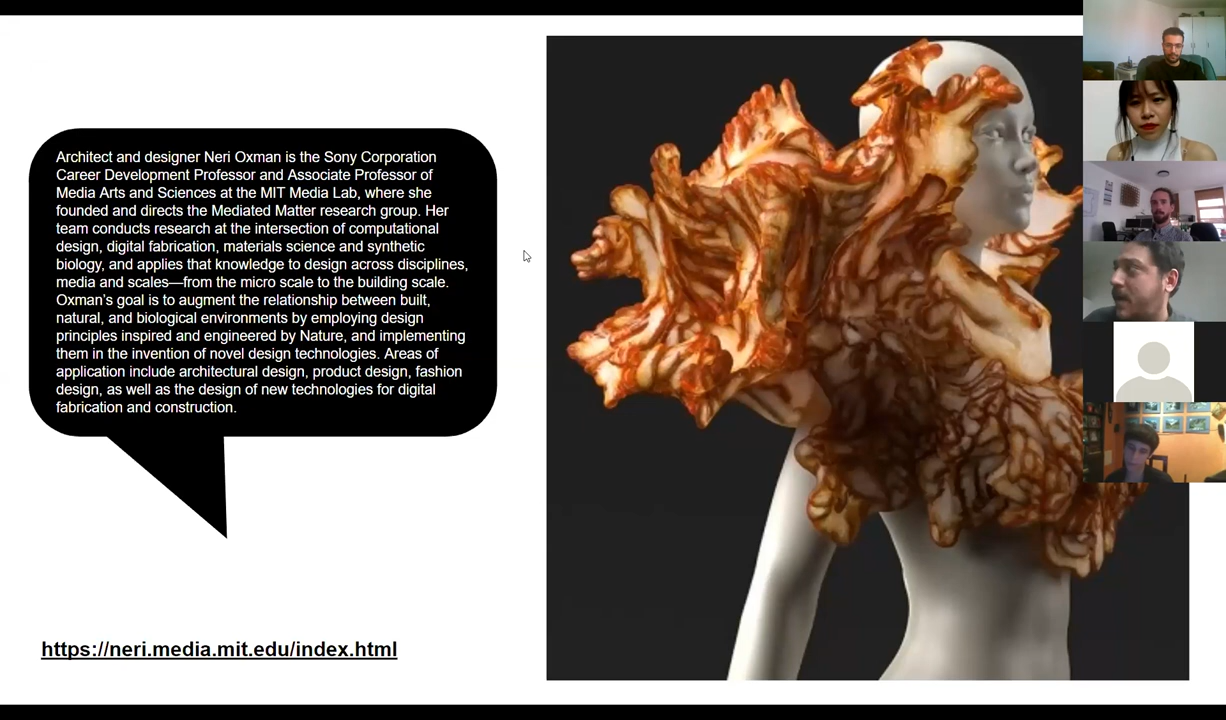 Architect and designer Neri Oxman is the Sony Corporation
Career Development Professor and Associate Professor of
Media Arts and Sciences at the MIT Media Lab, where she
founded and directs the Mediated Matter research group. Her
team conducts research at the intersection of computational
design, digital fabrication, materials science and synthetic
biology, and applies that knowledge to design across disciplines,
media and scales—from the micro scale to the building scale.
Oxman's goal is to augment the relationship between built,
natural, and biological environments by employing design
principles inspired and engineered by Nature, and implementing
them in the invention of novel design technologies. Areas of
application include architectural design, product design, fashion
design, as well as the design of new technologies for digital
fabrication and construction.
https://neri.media.mit.edu/index.html